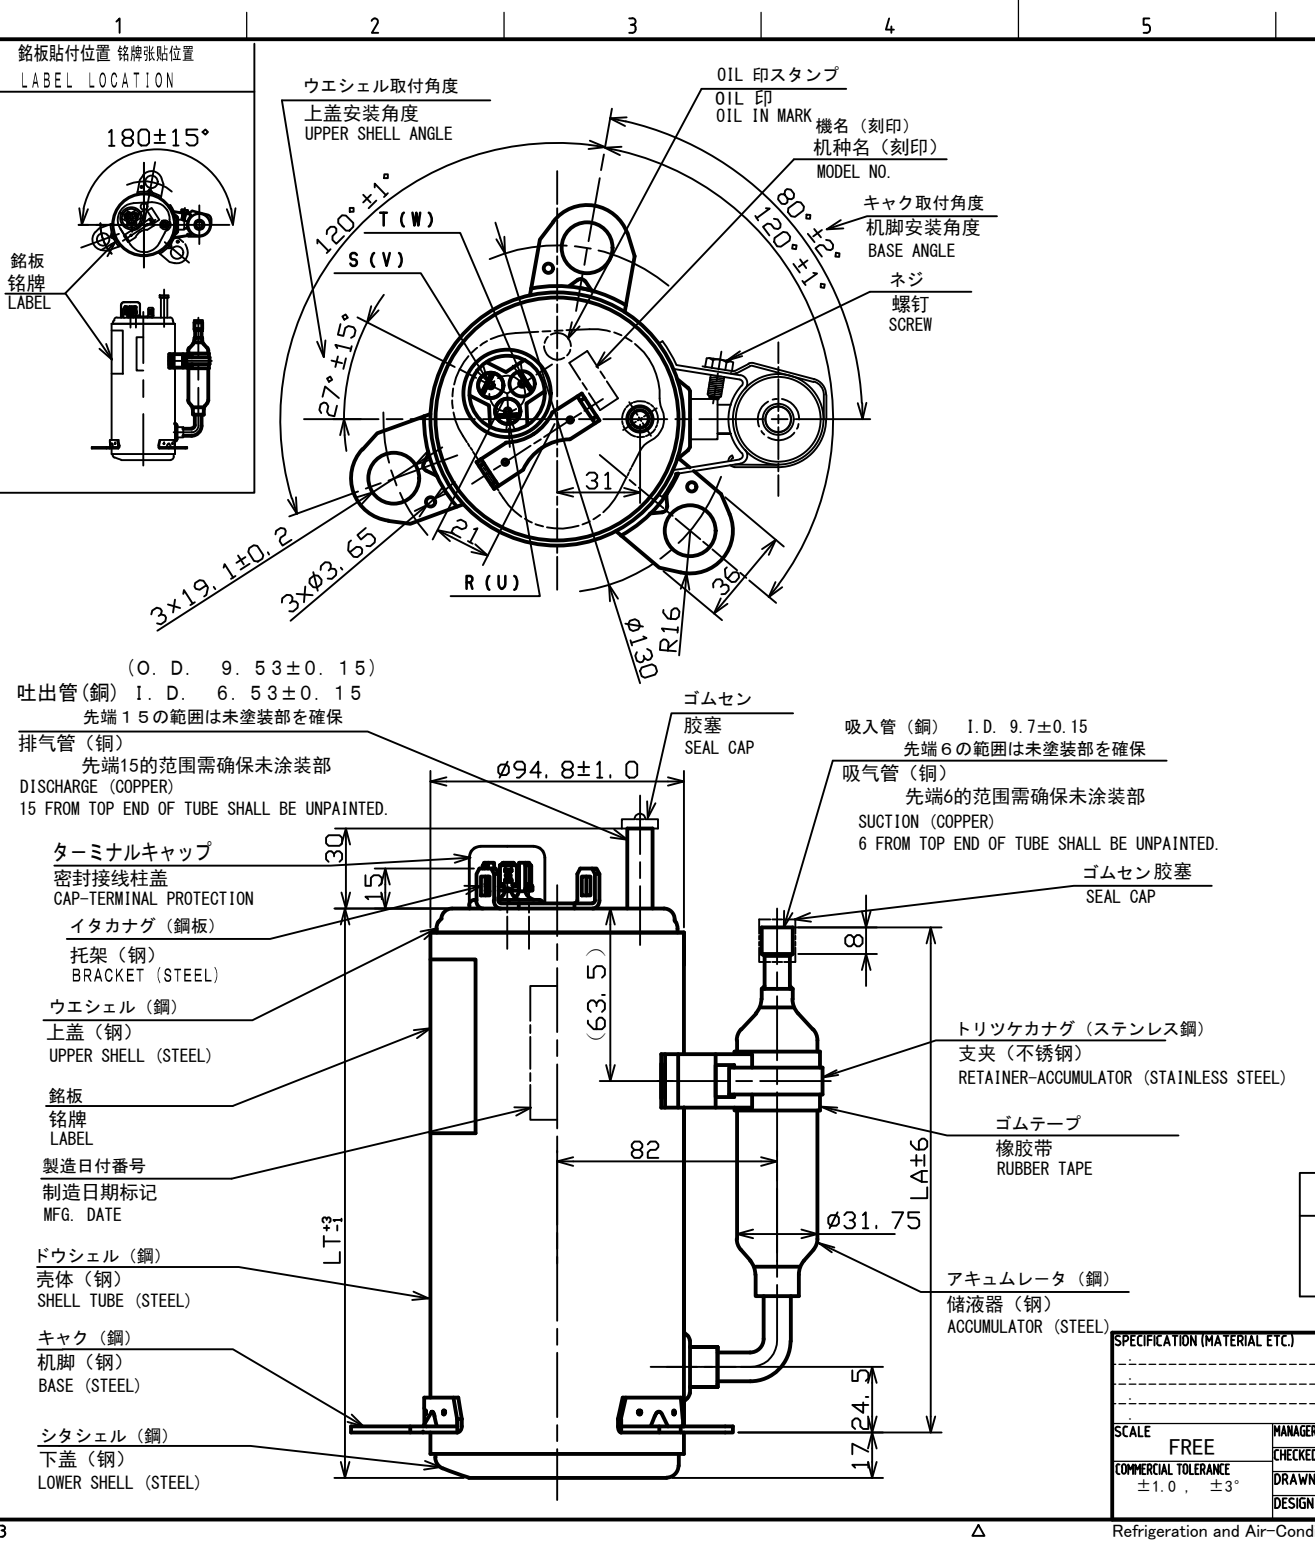 1
2
3
4
5
銘板貼付位置 铭牌张贴位置
LABEL LOCATION
180±15°
銘板
铭牌
LABEL
ウエシェル取付角度
上盖安装角度
UPPER SHELL ANGLE
OIL 印スタンプ
OIL 印
OIL IN MARK
機名（刻印）
机种名（刻印）
MODEL NO.
キャク取付角度
机脚安装角度
BASE ANGLE
ネジ
螺钉
SCREW
120°±1°
80°±2°
120°±1°
T(W)
S(V)
27°±15°
31
21
R(U)
36
R16
ø130
3×19.1±0.2
3×ø3.65
(O.D. 9.53±0.15)
吐出管(銅) I.D. 6.53±0.15
先端１５の範囲は未塗装部を確保
排气管（铜）
先端15的范围需确保未涂装部
DISCHARGE (COPPER)
15 FROM TOP END OF TUBE SHALL BE UNPAINTED.
ゴムセン
胶塞
SEAL CAP
吸入管（銅） I.D. 9.7±0.15
先端６の範囲は未塗装部を確保
吸气管（铜）
先端6的范围需确保未涂装部
SUCTION (COPPER)
6 FROM TOP END OF TUBE SHALL BE UNPAINTED.
ゴムセン 胶塞
SEAL CAP
ø94.8±1.0
30
15
8
(63.5)
82
LA±6
ø31.75
LT+3-1
24.5
17
ターミナルキャップ
密封接线柱盖
CAP-TERMINAL PROTECTION
イタカナグ（鋼板）
托架（钢）
BRACKET (STEEL)
ウエシェル（鋼）
上盖（钢）
UPPER SHELL (STEEL)
銘板
铭牌
LABEL
製造日付番号
制造日期标记
MFG. DATE
ドウシェル（鋼）
壳体（钢）
SHELL TUBE (STEEL)
キャク（鋼）
机脚（钢）
BASE (STEEL)
シタシェル（鋼）
下盖（钢）
LOWER SHELL (STEEL)
トリツケカナグ（ステンレス鋼）
支夹（不锈钢）
RETAINER-ACCUMULATOR (STAINLESS STEEL)
ゴムテープ
橡胶带
RUBBER TAPE
アキュムレータ（鋼）
储液器（钢）
ACCUMULATOR (STEEL)
SPECIFICATION (MATERIAL ETC.)
SCALE
FREE
COMMERCIAL TOLERANCE
±1.0 , ±3°
MANAGER
CHECKED
DRAWN
DESIGN
3
Refrigeration and Air-Cond